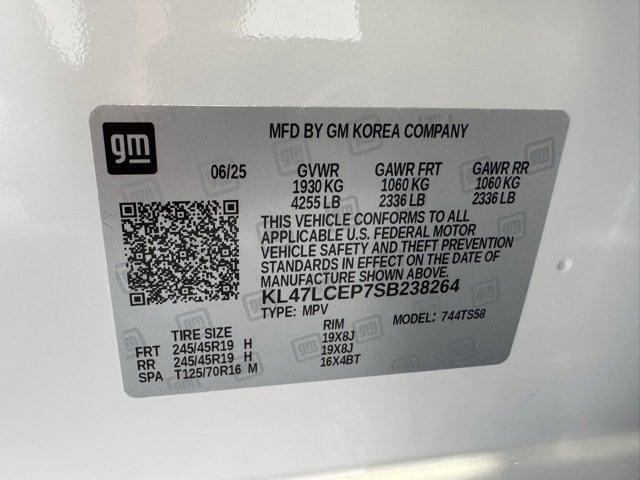 gm
MFD BY GM KOREA COMPANY
06/25 GVWR GAWR FRT GAWR RR
1930 KG 1060 KG 1060 KG
4255 LB 2336 LB 2336 LB
THIS VEHICLE CONFORMS TO ALL
APPLICABLE U.S. FEDERAL MOTOR
VEHICLE SAFETY AND THEFT PREVENTION
STANDARDS IN EFFECT ON THE DATE OF
MANUFACTURE SHOWN ABOVE.
KL47LCEP7SB238264
TYPE: MPV MODEL: 744TS58
TIRE SIZE RIM
FRT 245/45R19 H 19X8J
RR 245/45R19 H 19X8J
SPA T125/70R16 M 16X4BT